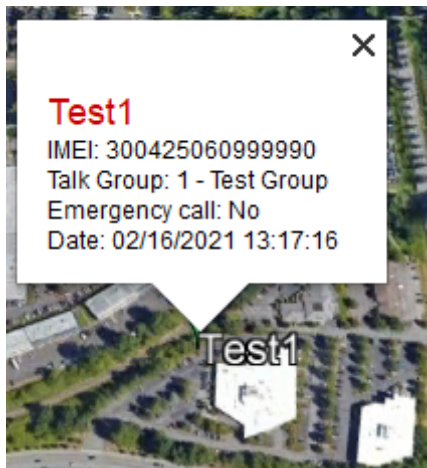 Test1
IMEI: 300425060999990
Talk Group: 1 - Test Group
Emergency call: No
Date: 02/16/2021 13:17:16
Test1